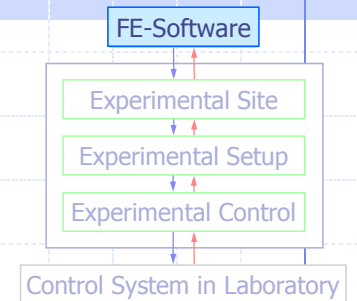 FE-Software
Experimental Site
Experimental Setup
Experimental Control
Control System in Laboratory